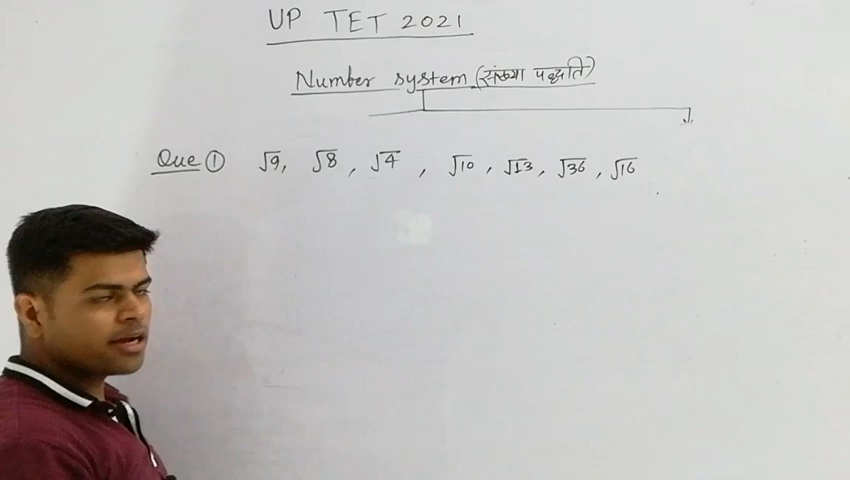 UP TET 2021
Number system (संख्या पद्धति)
Que ① √9, √8, √4, √10, √13, √36, √16